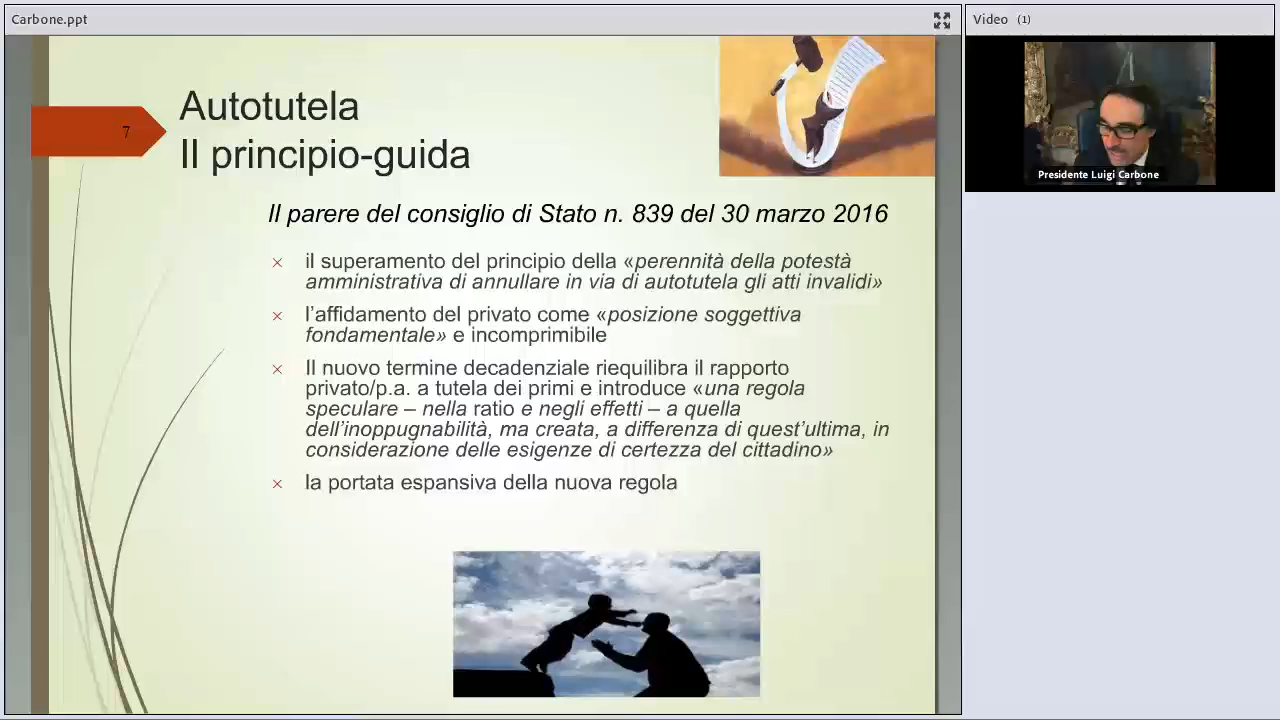 Carbone.ppt
Video (1)
Presidente Luigi Carbone
7
Autotutela
Il principio-guida
Il parere del consiglio di Stato n. 839 del 30 marzo 2016
il superamento del principio della «perennità della potestà
amministrativa di annullare in via di autotutela gli atti invalidi»
l’affidamento del privato come «posizione soggettiva
fondamentale» e incomprimibile
Il nuovo termine decadenziale riequilibra il rapporto
privato/p.a. a tutela dei primi e introduce «una regola
speculare – nella ratio e negli effetti – a quella
dell’inoppugnabilità, ma creata, a differenza di quest’ultima, in
considerazione delle esigenze di certezza del cittadino»
la portata espansiva della nuova regola